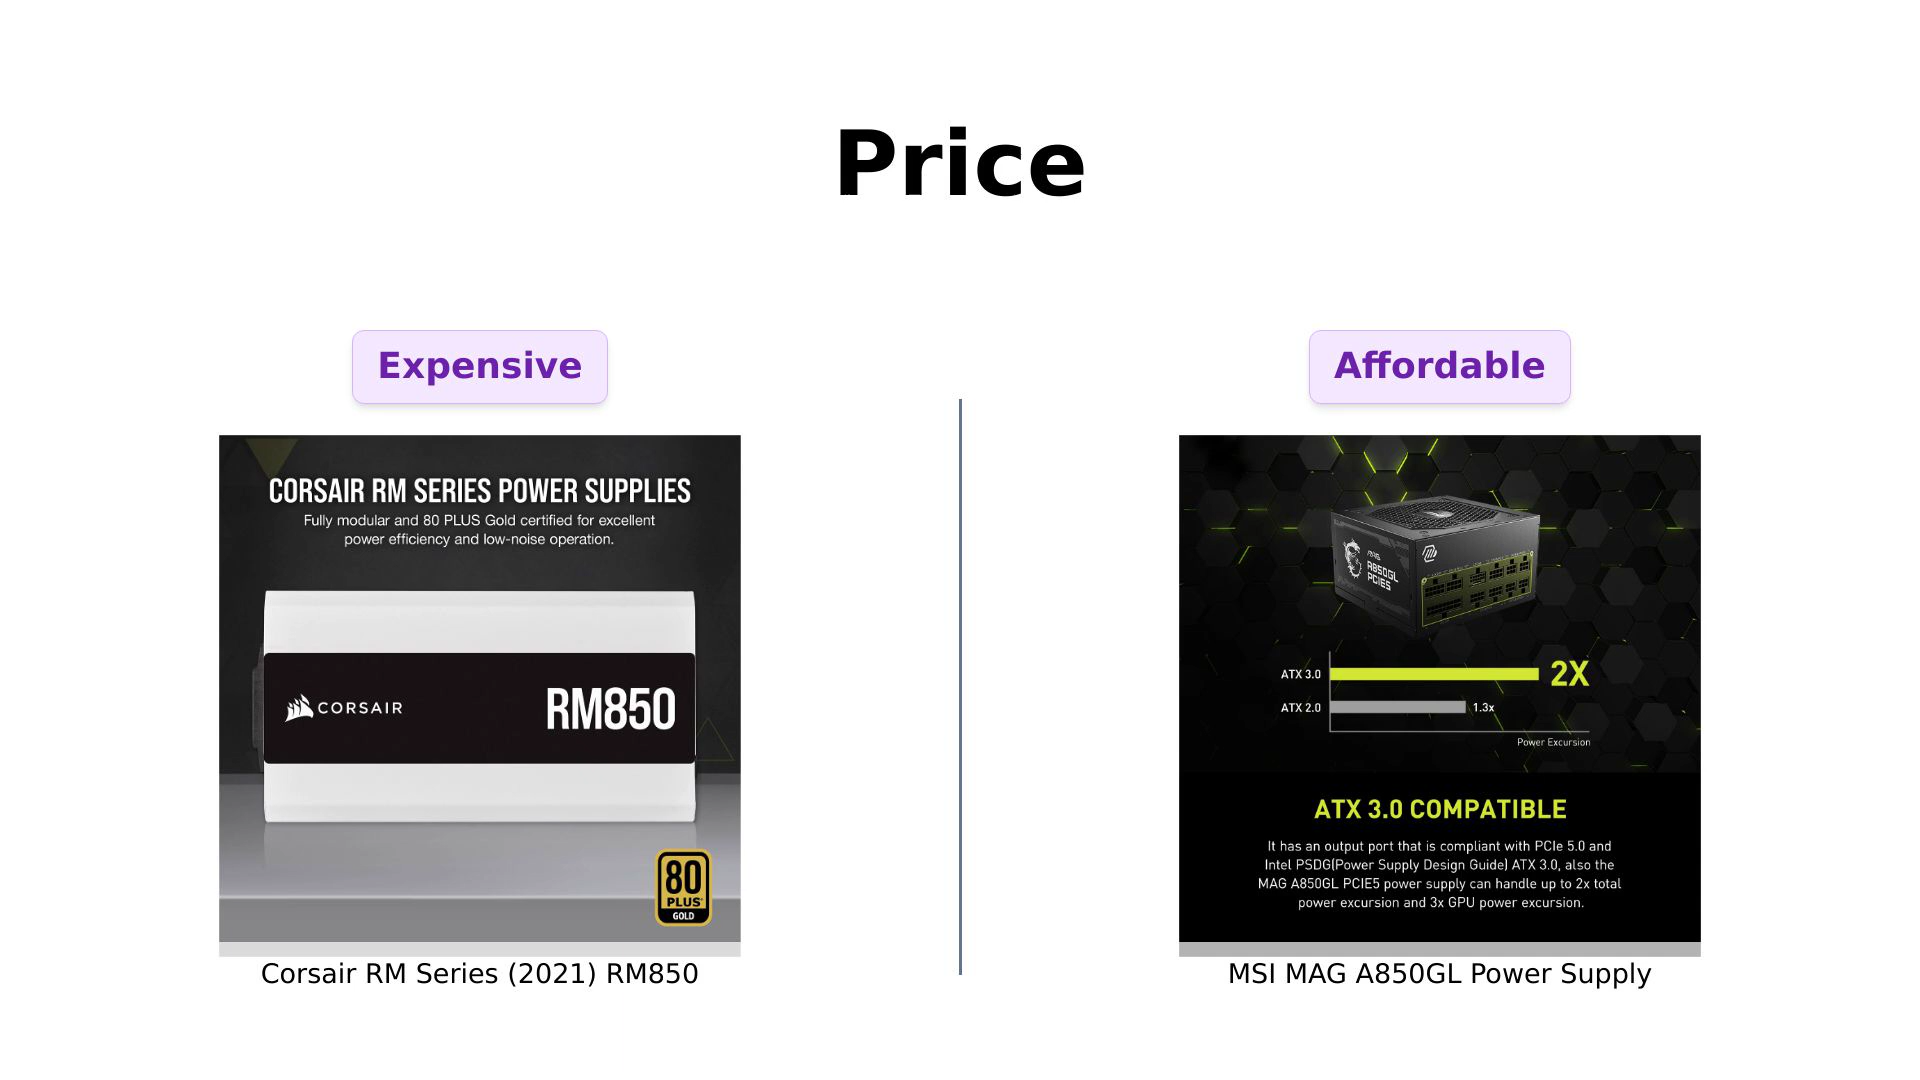 Price
Expensive
CORSAIR RM SERIES POWER SUPPLIES
Fully modular and 80 PLUS Gold certified for excellent
power efficiency and low-noise operation.
CORSAIR
RM850
80
PLUS
GOLD
Corsair RM Series (2021) RM850
Affordable
MAG
A850GL
PCIE5
ATX 3.0
2X
ATX 2.0
1.3x
Power Excursion
ATX 3.0 COMPATIBLE
It has an output port that is compliant with PCIe 5.0 and
Intel PSDG(Power Supply Design Guide) ATX 3.0, also the
MAG A850GL PCIE5 power supply can handle up to 2x total
power excursion and 3x GPU power excursion.
MSI MAG A850GL Power Supply